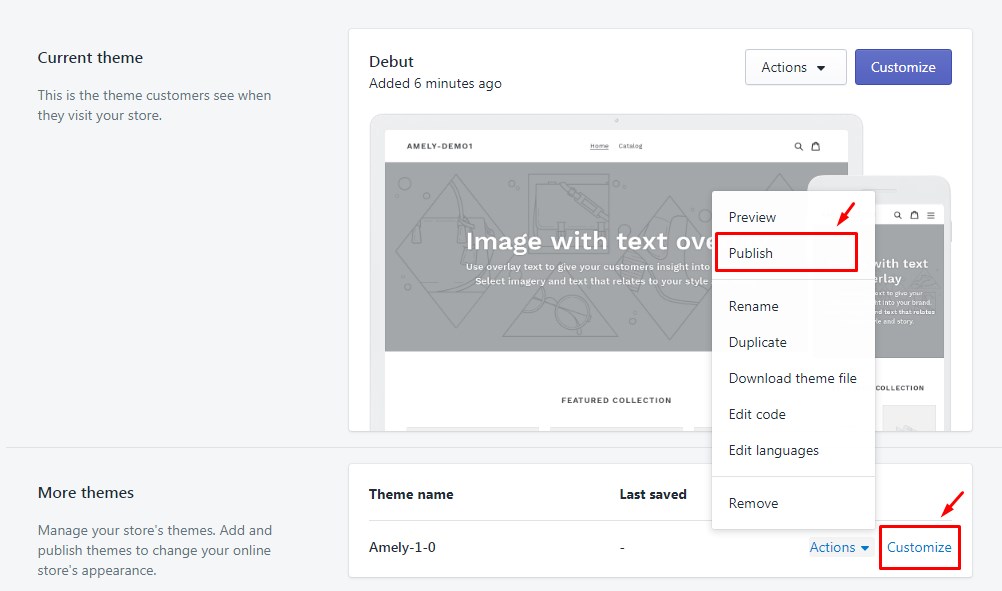 Current theme
This is the theme customers see when
they visit your store.
Debut
Added 6 minutes ago
Actions
Customize
AMELY-DEMO1
Home
Catalog
Image with text ove
Use overlay text to give your customers insight into
Select imagery and text that relates to your style
with text
erlay
ext to give your
ht into your brand.
and text that relates
le and story.
FEATURED COLLECTION
COLLECTION
Preview
Publish
Rename
Duplicate
Download theme file
Edit code
Edit languages
Remove
More themes
Manage your store's themes. Add and
publish themes to change your online
store's appearance.
Theme name
Last saved
Amely-1-0
-
Actions
Customize